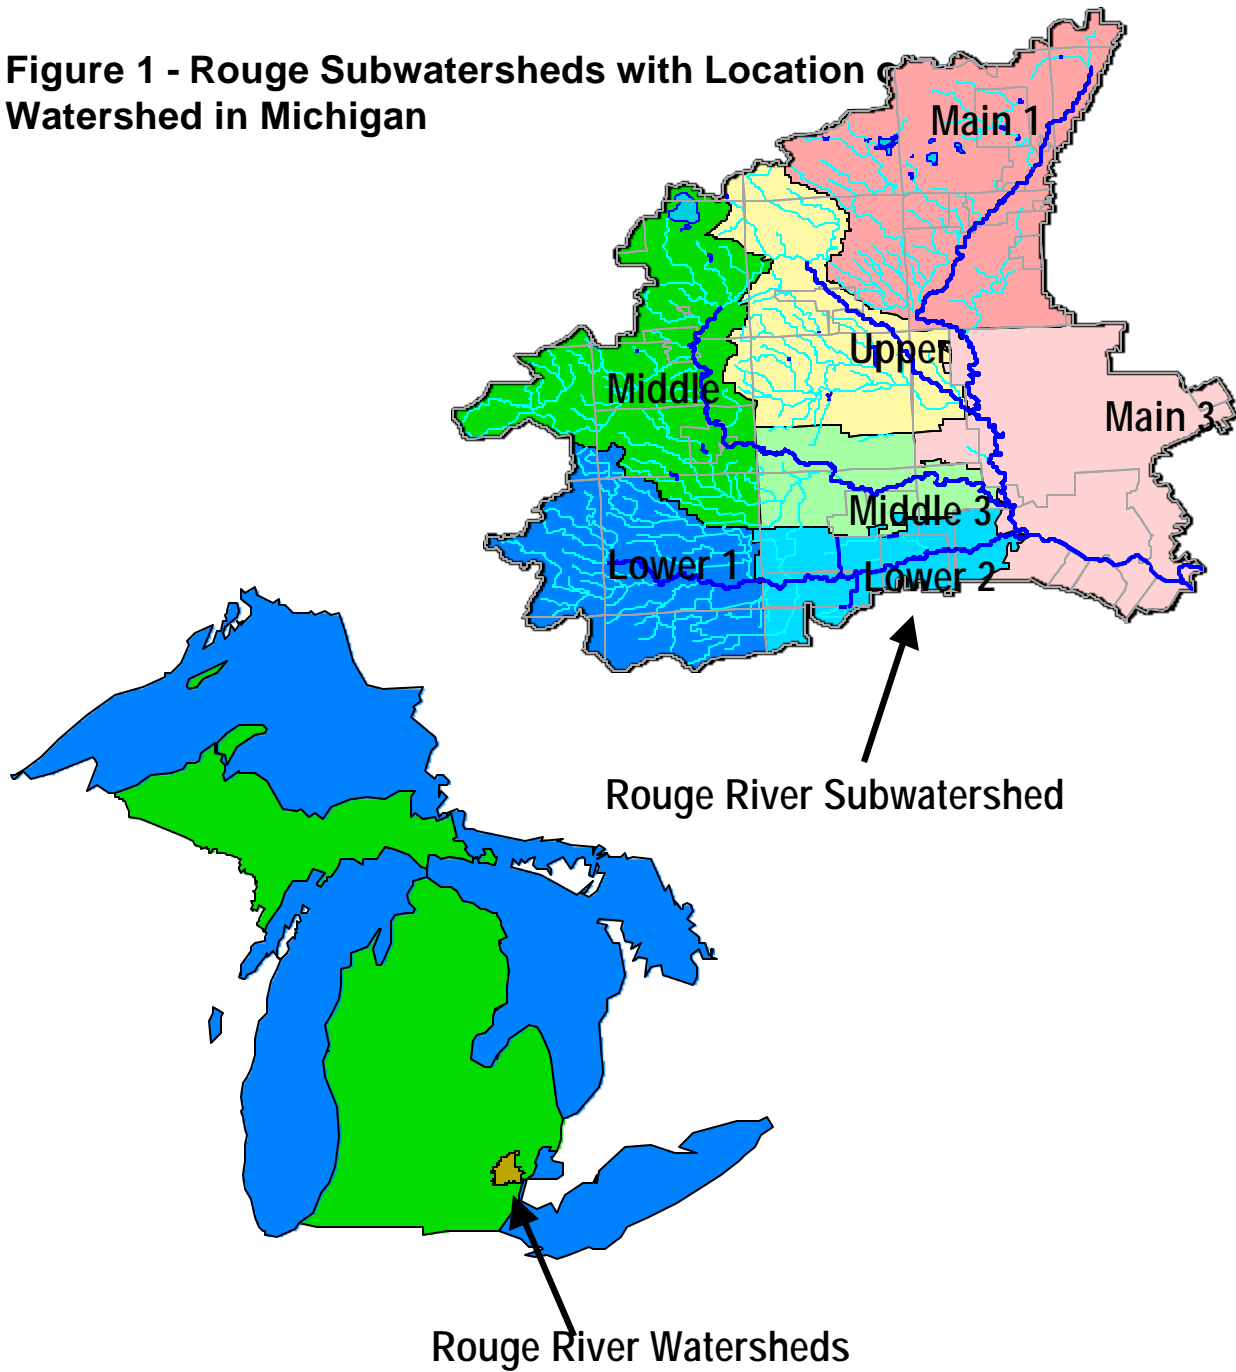 Figure 1 - Rouge Subwatersheds with Location
Watershed in Michigan
Main 1
Upper
Middle
Main 3
Middle 3
Lower 1
Lower 2
Rouge River Subwatershed
Rouge River Watersheds